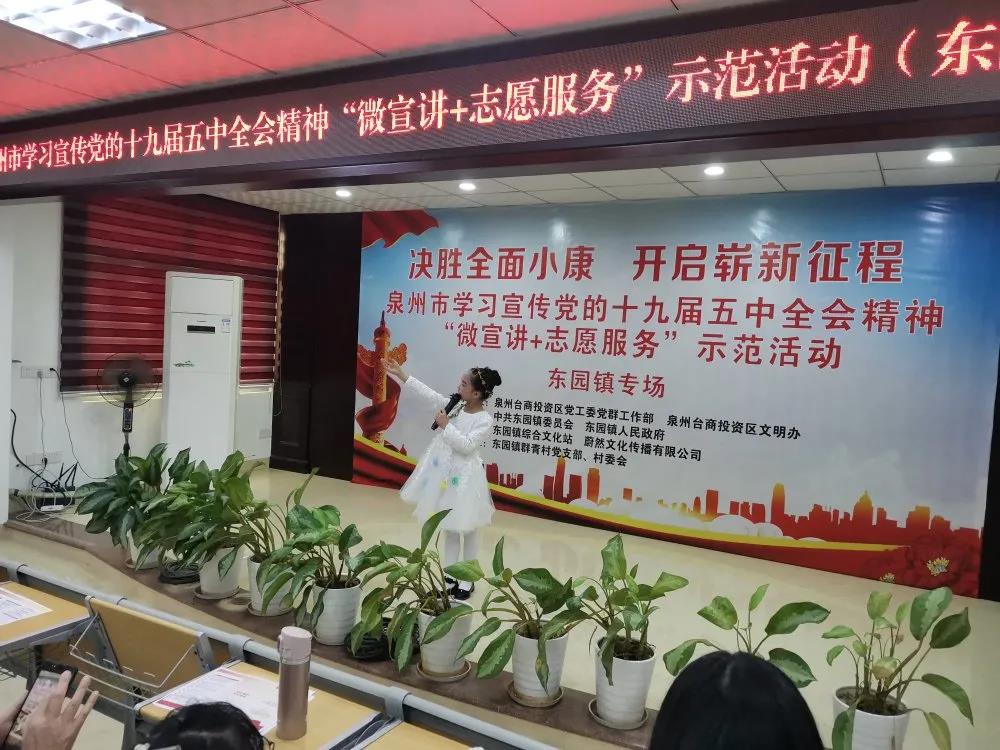 州市学习宣传党的十九届五中全会精神“微宣讲+志愿服务”示范活动（东
决胜全面小康 开启崭新征程
泉州市学习宣传党的十九届五中全会精神
“微宣讲+志愿服务”示范活动
东园镇专场
：泉州台商投资区党工委党群工作部 泉州台商投资区文明办
中共东园镇委员会 东园镇人民政府
东园镇综合文化站 蔚然文化传播有限公司
：东园镇群青村党支部、村委会